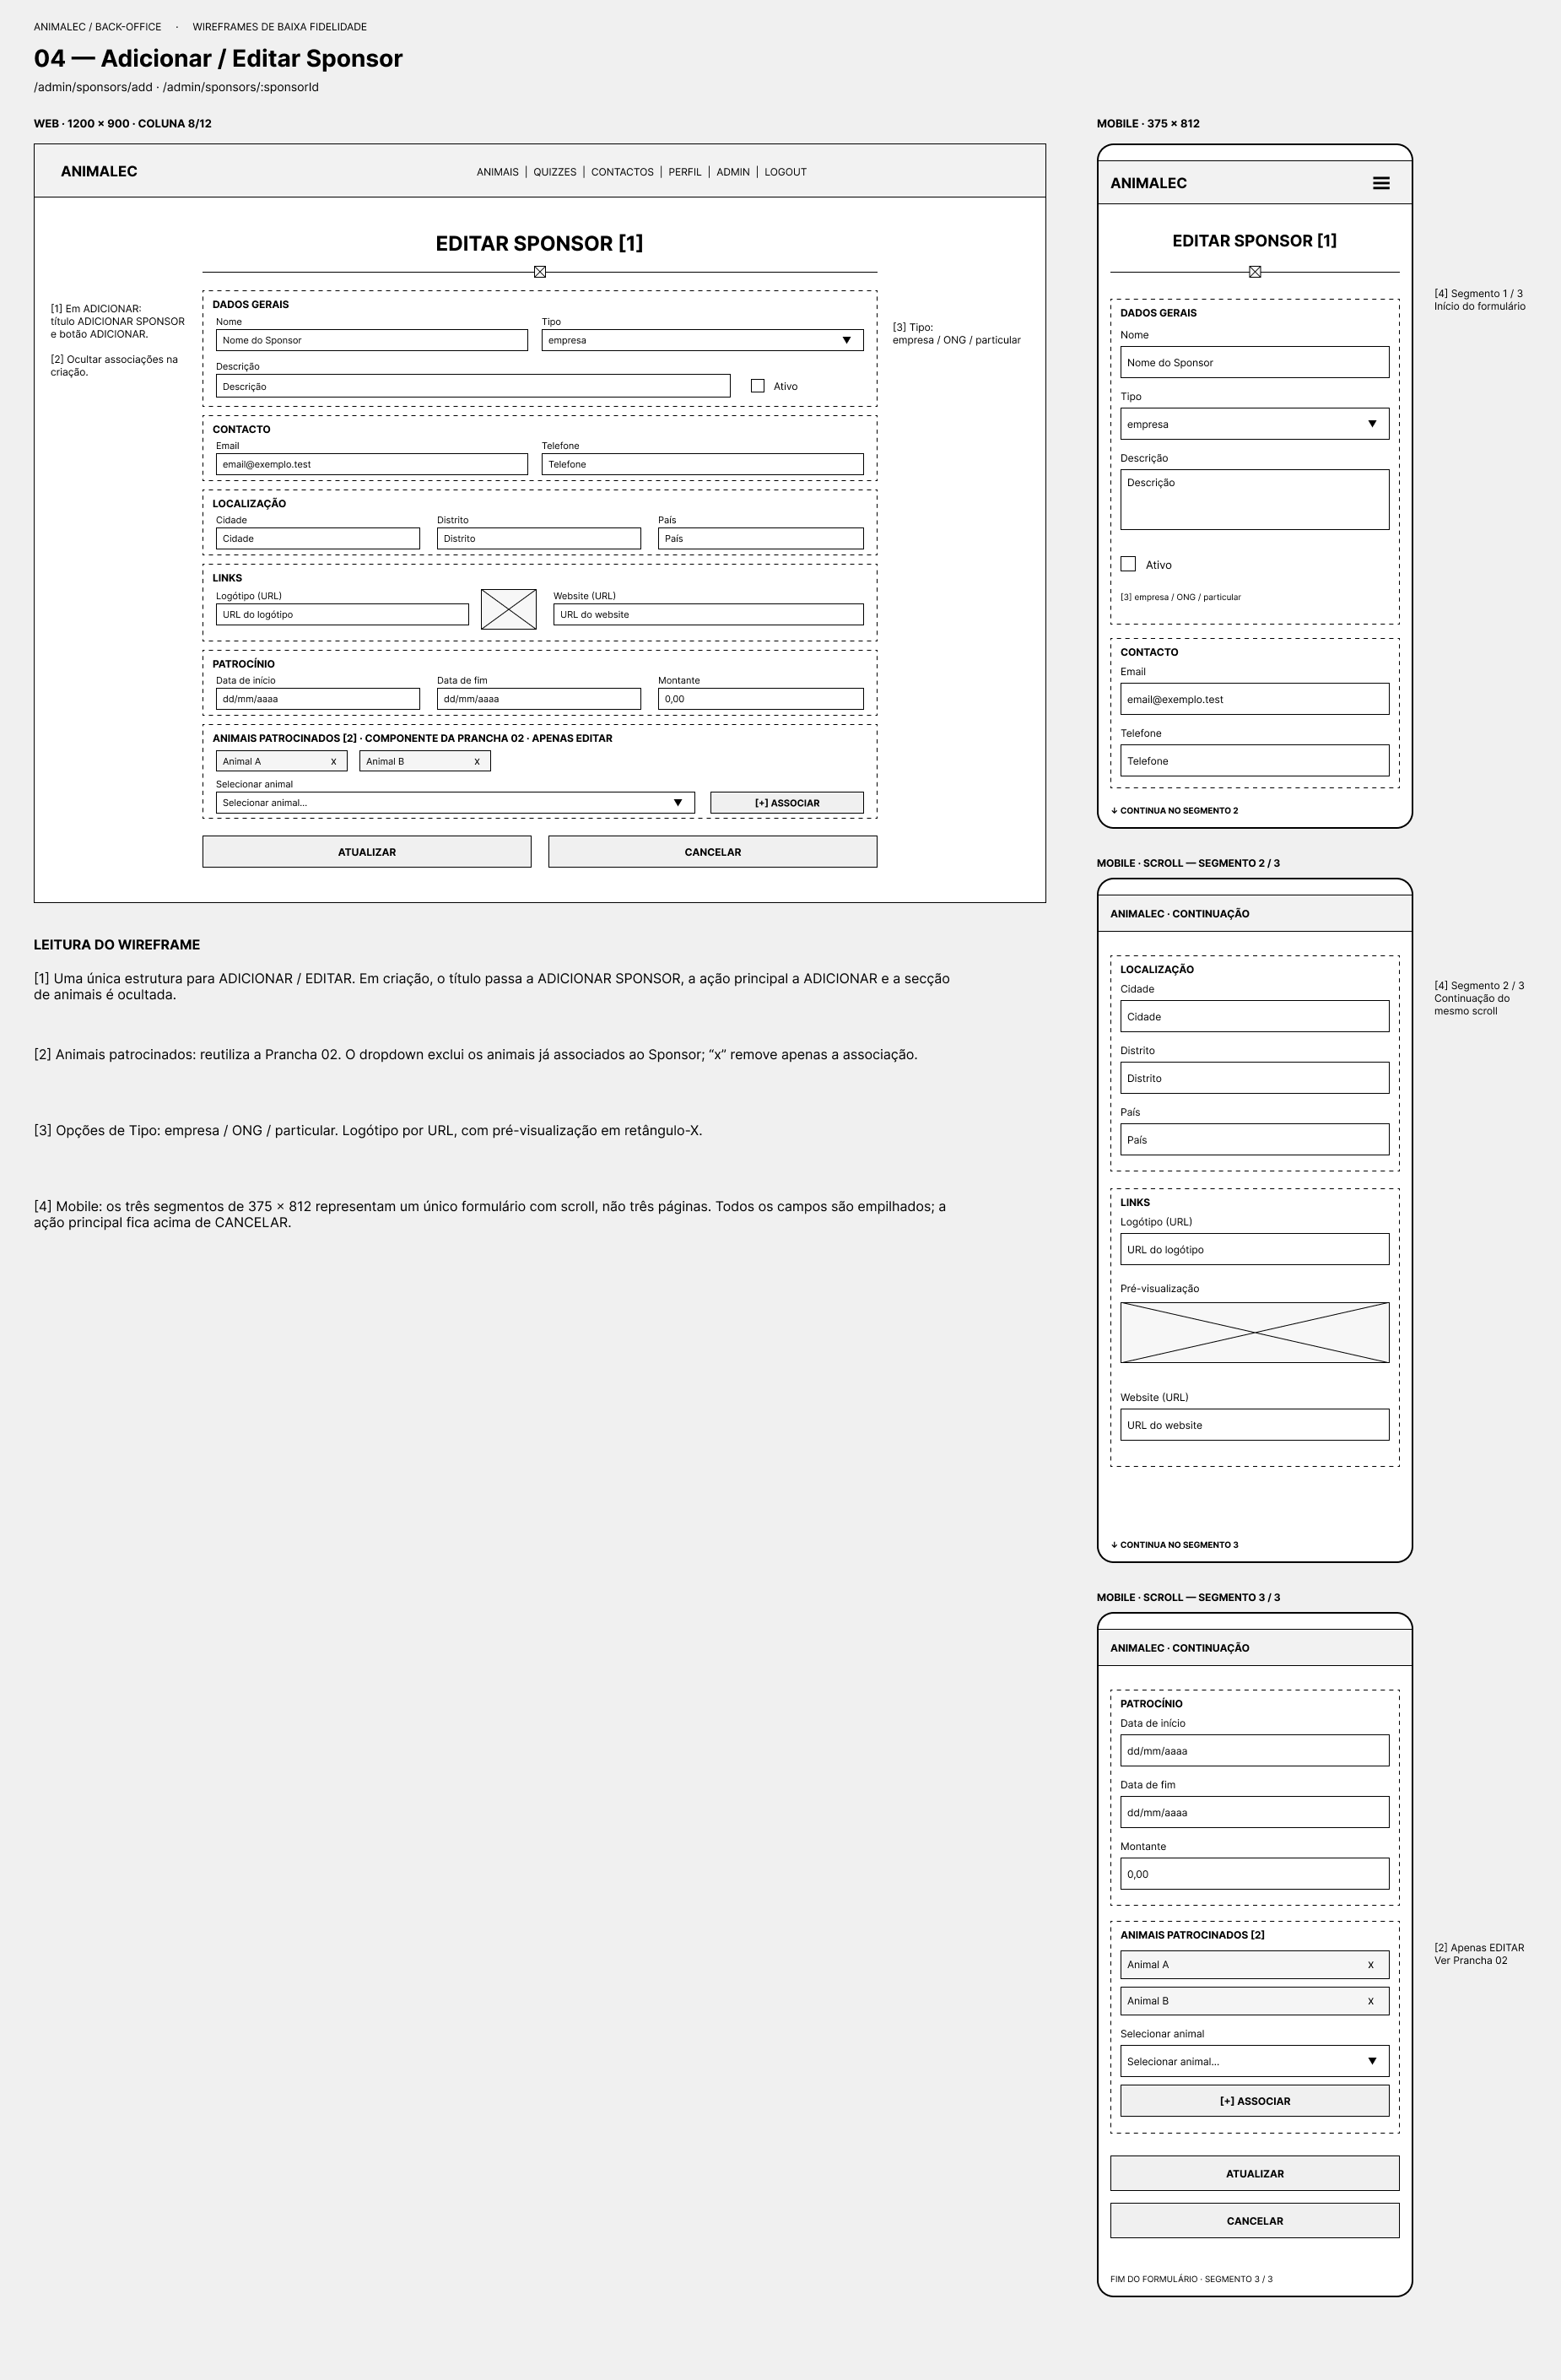 ANIMALEC / BACK-OFFICE · WIREFRAMES DE BAIXA FIDELIDADE
04 — Adicionar / Editar Sponsor
/admin/sponsors/add · /admin/sponsors/:sponsorId
WEB · 1200 × 900 · COLUNA 8/12
ANIMALEC
ANIMAIS | QUIZZES | CONTACTOS | PERFIL | ADMIN | LOGOUT
EDITAR SPONSOR [1]
[1] Em ADICIONAR:
título ADICIONAR SPONSOR
e botão ADICIONAR.
[2] Ocultar associações na
criação.
DADOS GERAIS
Nome
Tipo
Nome do Sponsor
empresa
Descrição
Descrição
Ativo
[3] Tipo:
empresa / ONG / particular
CONTACTO
Email
Telefone
email@exemplo.test
Telefone
LOCALIZAÇÃO
Cidade
Distrito
País
Cidade
Distrito
País
LINKS
Logótipo (URL)
Website (URL)
URL do logótipo
URL do website
PATROCÍNIO
Data de início
Data de fim
Montante
dd/mm/aaaa
dd/mm/aaaa
0,00
ANIMAIS PATROCINADOS [2] · COMPONENTE DA PRANCHA 02 · APENAS EDITAR
Animal A x
Animal B x
Selecionar animal
Selecionar animal...
[+] ASSOCIAR
ATUALIZAR
CANCELAR
LEITURA DO WIREFRAME
[1] Uma única estrutura para ADICIONAR / EDITAR. Em criação, o título passa a ADICIONAR SPONSOR, a ação principal a ADICIONAR e a secção
de animais é ocultada.
[2] Animais patrocinados: reutiliza a Prancha 02. O dropdown exclui os animais já associados ao Sponsor; “x” remove apenas a associação.
[3] Opções de Tipo: empresa / ONG / particular. Logótipo por URL, com pré-visualização em retângulo-X.
[4] Mobile: os três segmentos de 375 × 812 representam um único formulário com scroll, não três páginas. Todos os campos são empilhados; a
ação principal fica acima de CANCELAR.
MOBILE · 375 × 812
ANIMALEC
EDITAR SPONSOR [1]
[4] Segmento 1 / 3
Início do formulário
DADOS GERAIS
Nome
Nome do Sponsor
Tipo
empresa
Descrição
Descrição
Ativo
[3] empresa / ONG / particular
CONTACTO
Email
email@exemplo.test
Telefone
Telefone
↓ CONTINUA NO SEGMENTO 2
MOBILE · SCROLL — SEGMENTO 2 / 3
ANIMALEC · CONTINUAÇÃO
LOCALIZAÇÃO
Cidade
Cidade
Distrito
Distrito
País
País
[4] Segmento 2 / 3
Continuação do
mesmo scroll
LINKS
Logótipo (URL)
URL do logótipo
Pré-visualização
Website (URL)
URL do website
↓ CONTINUA NO SEGMENTO 3
MOBILE · SCROLL — SEGMENTO 3 / 3
ANIMALEC · CONTINUAÇÃO
PATROCÍNIO
Data de início
dd/mm/aaaa
Data de fim
dd/mm/aaaa
Montante
0,00
ANIMAIS PATROCINADOS [2]
Animal A x
Animal B x
Selecionar animal
Selecionar animal...
[+] ASSOCIAR
[2] Apenas EDITAR
Ver Prancha 02
ATUALIZAR
CANCELAR
FIM DO FORMULÁRIO · SEGMENTO 3 / 3